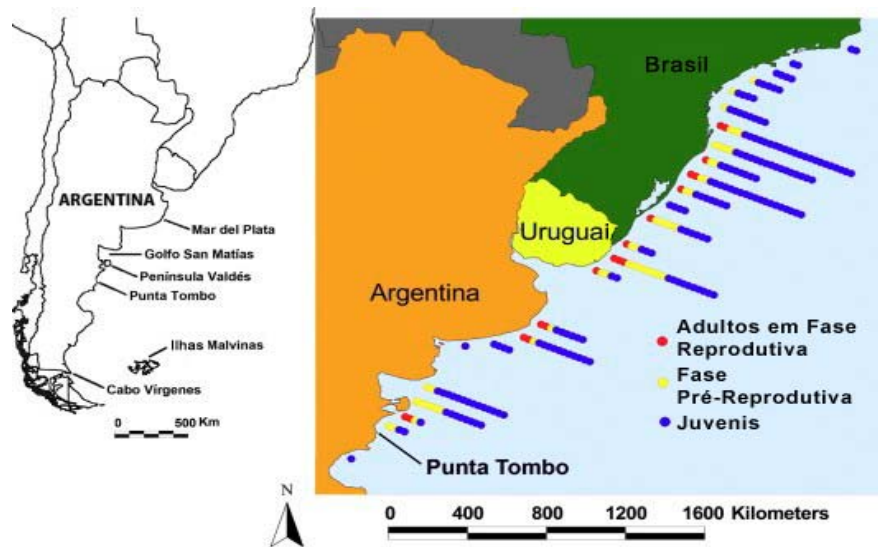 ARGENTINA
Mar del Plata
Golfo San Matías
Península Valdés
Punta Tombo
Ilhas Malvinas
Cabo Vírgenes
0 500 Km
N
Brasil
Uruguai
Argentina
Adultos em Fase
Reprodutiva
Fase
Pré-Reprodutiva
Juvenis
Punta Tombo
0 400 800 1200 1600 Kilometers